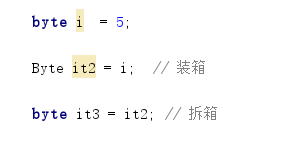 byte i  = 5;
Byte it2 = i;  // 装箱
byte it3 = it2; // 拆箱